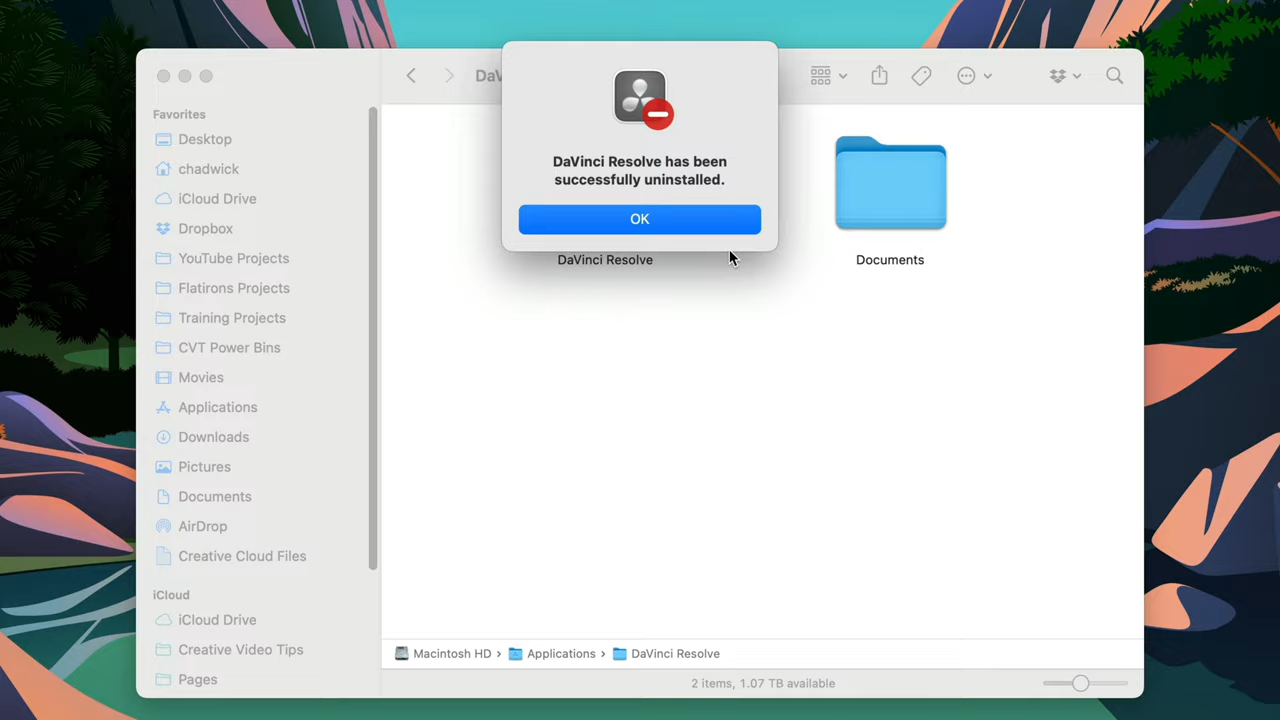 Favorites
Desktop
chadwick
iCloud Drive
Dropbox
YouTube Projects
Flatirons Projects
Training Projects
CVT Power Bins
Movies
Applications
Downloads
Pictures
Documents
AirDrop
Creative Cloud Files
iCloud
iCloud Drive
Creative Video Tips
Pages
DaV
DaVinci Resolve has been
successfully uninstalled.
OK
DaVinci Resolve
Documents
Macintosh HD › Applications › DaVinci Resolve
2 items, 1.07 TB available